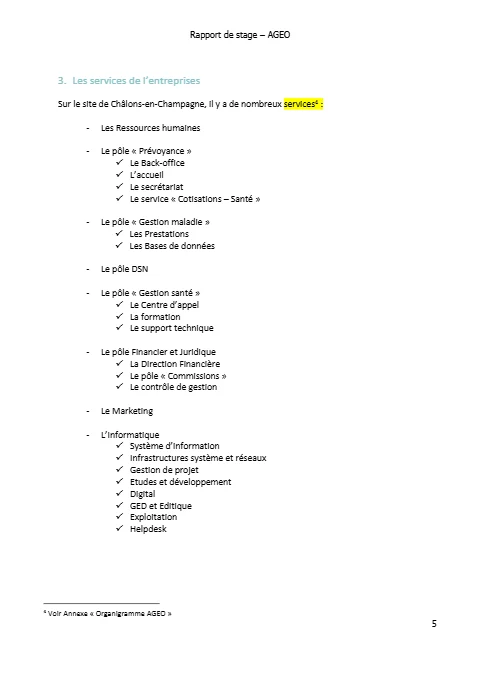 Rapport de stage – AGEO
3. Les services de l'entreprises
Sur le site de Châlons-en-Champagne, il y a de nombreux services⁴ :
- Les Ressources humaines
- Le pôle « Prévoyance »
✓ Le Back-office
✓ L'accueil
✓ Le secrétariat
✓ Le service « Cotisations – Santé »
- Le pôle « Gestion maladie »
✓ Les Prestations
✓ Les Bases de données
- Le pôle DSN
- Le pôle « Gestion santé »
✓ Le Centre d'appel
✓ La formation
✓ Le support technique
- Le pôle Financier et Juridique
✓ La Direction Financière
✓ Le pôle « Commissions »
✓ Le contrôle de gestion
- Le Marketing
- L'informatique
✓ Système d'information
✓ Infrastructures système et réseaux
✓ Gestion de projet
✓ Etudes et développement
✓ Digital
✓ GED et Editique
✓ Exploitation
✓ Helpdesk
⁴ Voir Annexe « Organigramme AGEO »
5